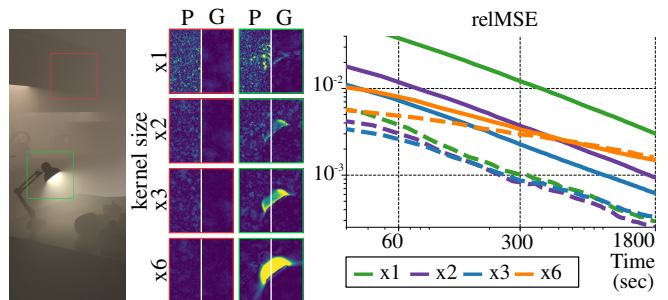 P G P G
relMSE
kernel size
x1
x2
x3
x6
10⁻²
10⁻³
60 300 1800
Time
(sec)
x1 x2 x3 x6